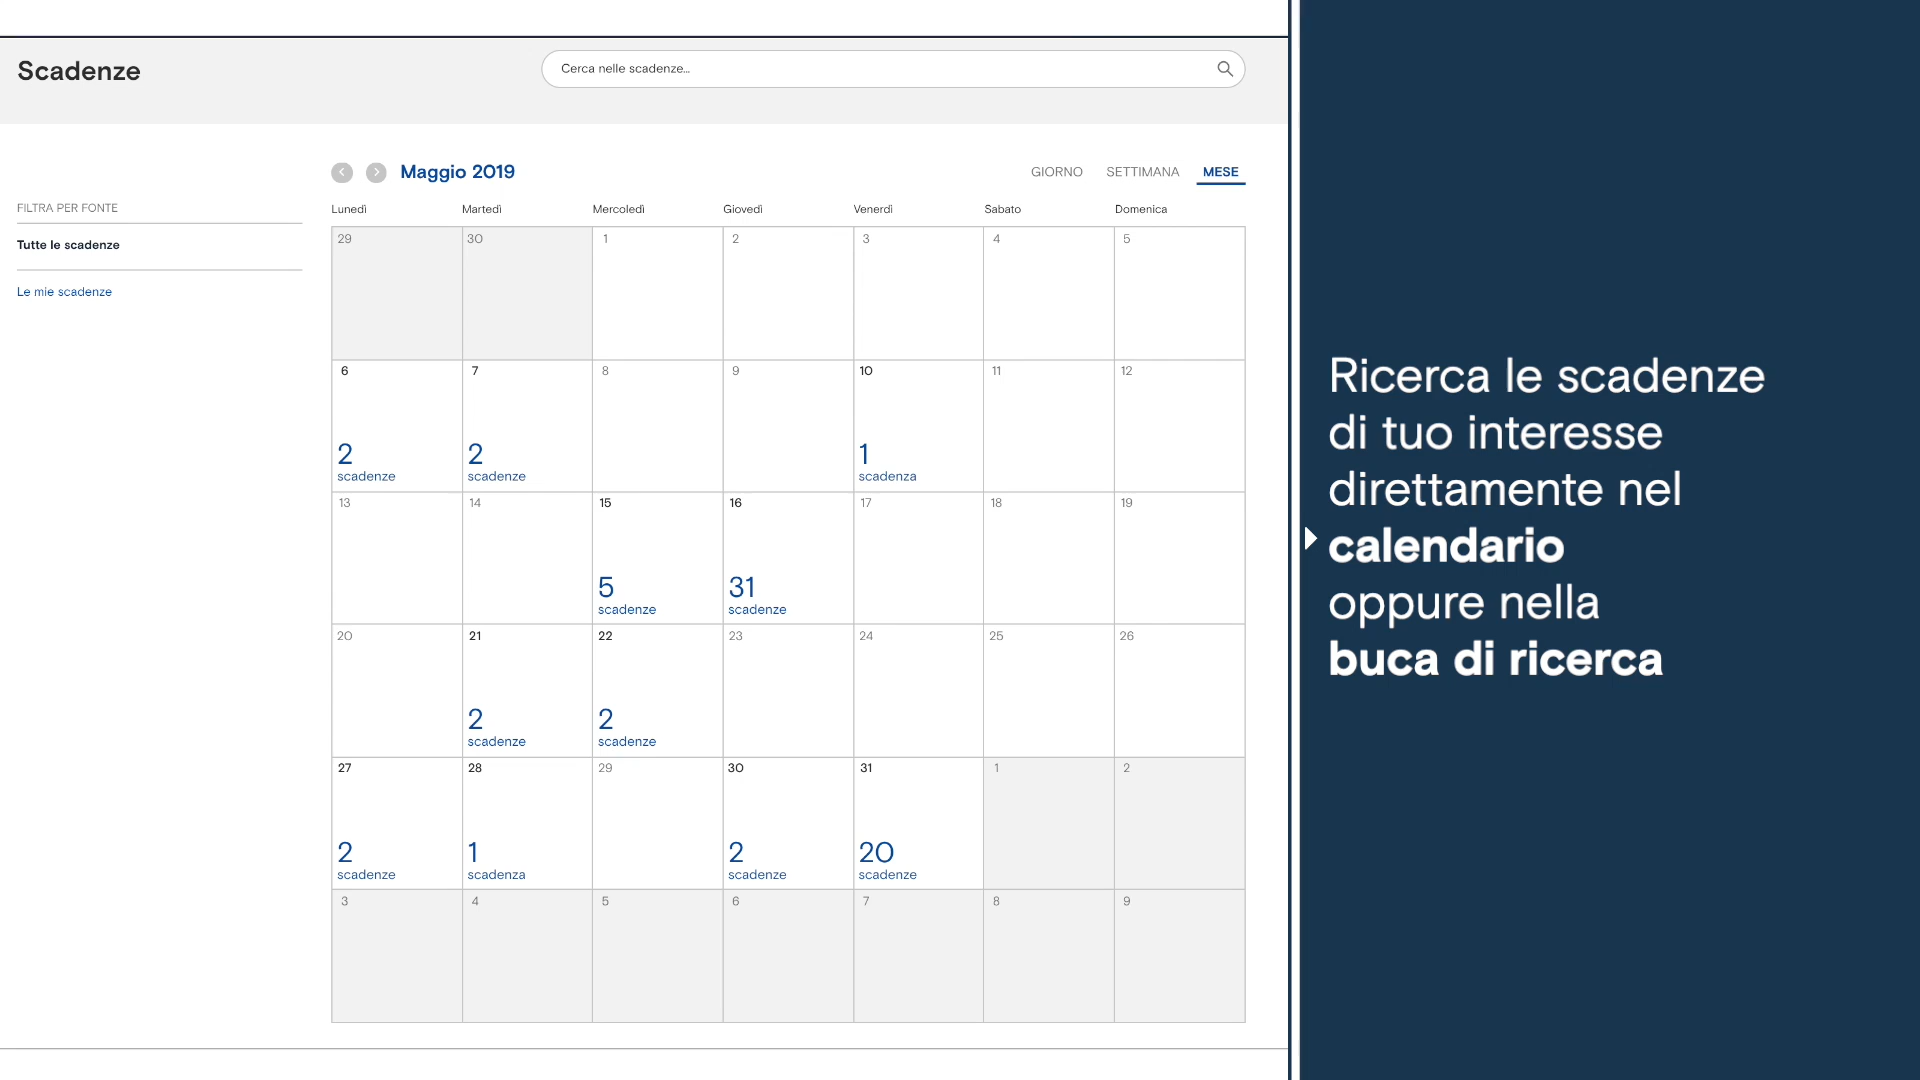 Scadenze
Cerca nelle scadenze...
Maggio 2019
GIORNO SETTIMANA MESE
FILTRA PER FONTE
Tutte le scadenze
Le mie scadenze
Lunedì Martedì Mercoledì Giovedì Venerdì Sabato Domenica
29 30 1 2 3 4 5
6 7 8 9 10 11 12
2 2 1
scadenze scadenze scadenza
13 14 15 16 17 18 19
5 31
scadenze scadenze
20 21 22 23 24 25 26
2 2
scadenze scadenze
27 28 29 30 31 1 2
2 1 2 20
scadenze scadenza scadenze scadenze
3 4 5 6 7 8 9
Ricerca le scadenze
di tuo interesse
direttamente nel
calendario
oppure nella
buca di ricerca